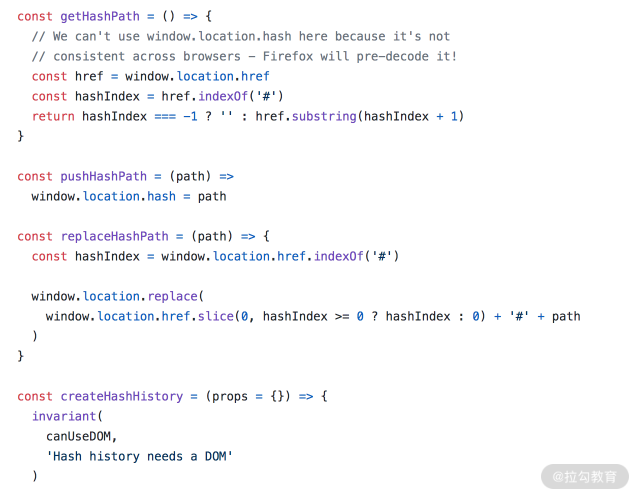 const getHashPath = () => {
  // We can't use window.location.hash here because it's not
  // consistent across browsers - Firefox will pre-decode it!
  const href = window.location.href
  const hashIndex = href.indexOf('#')
  return hashIndex === -1 ? '' : href.substring(hashIndex + 1)
}

const pushHashPath = (path) =>
  window.location.hash = path

const replaceHashPath = (path) => {
  const hashIndex = window.location.href.indexOf('#')

  window.location.replace(
    window.location.href.slice(0, hashIndex >= 0 ? hashIndex : 0) + '#' + path
  )
}

const createHashHistory = (props = {}) => {
  invariant(
    canUseDOM,
    'Hash history needs a DOM'
  )
@拉勾教育